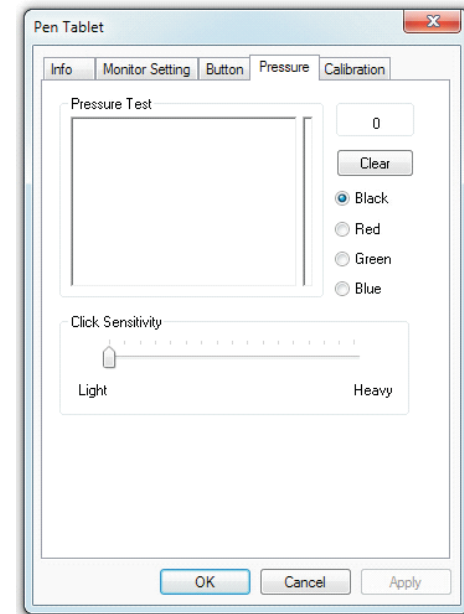 Pen Tablet
Info Monitor Setting Button Pressure Calibration
Pressure Test
0
Clear
Black
Red
Green
Blue
Click Sensitivity
Light Heavy
OK Cancel Apply